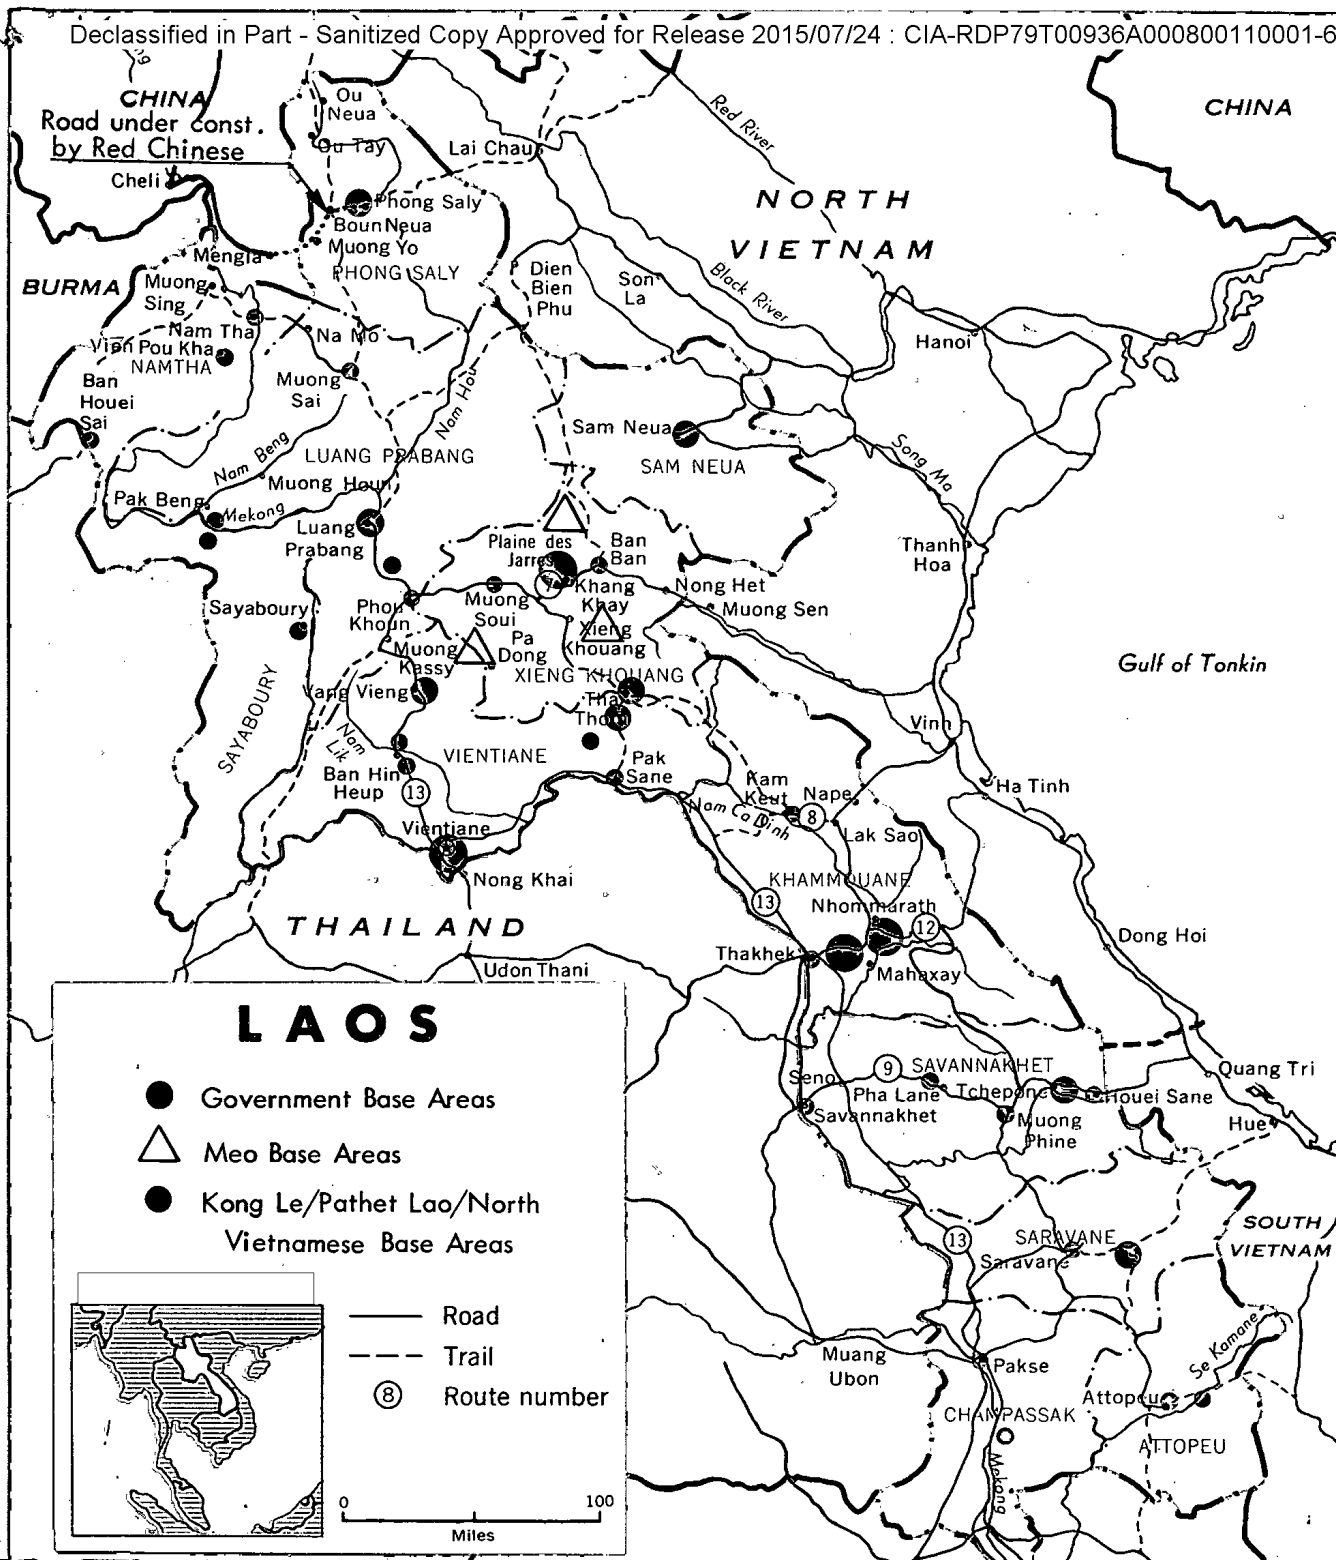 Declassified in Part - Sanitized Copy Approved for Release 2015/07/24 : CIA-RDP79T00936A000800110001-6
CHINA
Road under const.
by Red Chinese
Cheli
Ou
Neua
Ou Tay
Lai Chau
Red River
CHINA
Phong Saly
Boun Neua
Muong Yo
PHONG SALY
NORTH
VIETNAM
Mengla
BURMA
Muong
Sing
Nam Tha
Vien Pou Kha
NAMTHA
Na Mo
Dien
Bien
Phu
Son
La
Black River
Hanoi
Ban
Houei
Sai
Muong
Sai
Nam Hou
Nam Beng
LUANG PRABANG
Sam Neua
SAM NEUA
Song Ma
Muong Houn
Pak Beng
Mekong
Luang
Prabang
Plaine des
Jarres
Ban
Ban
Thanh
Hoa
7
Khang
Khay
Nong Het
Muong Sen
Sayaboury
Phou
Khoun
Muong
Soui
Xieng
Khouang
Pa
Dong
Muong
Kassy
XIENG KHOUANG
Gulf of Tonkin
SAYABOURY
Vang Vieng
Tha
Thom
Vinh
Nam
Lik
VIENTIANE
Pak
Sane
Ban Hin
Heup
13
Kam
Keut
Nape
Ha Tinh
Nam Ca Dinh
8
Lak Sao
Vientiane
Nong Khai
KHAMMOUANE
13
Nhommarath
12
THAILAND
Dong Hoi
Thakhek
Mahaxay
Udon Thani
LAOS
Government Base Areas
Meo Base Areas
Kong Le/Pathet Lao/North
Vietnamese Base Areas
Road
Trail
8
Route number
0
100
Miles
9
SAVANNAKHET
Seno
Pha Lane
Tchepone
Houei Sane
Quang Tri
Savannakhet
Muong
Phine
Hue
13
SARAVANE
Saravane
SOUTH
VIETNAM
Muang
Ubon
Pakse
Se Kamane
Attopeu
CHAMPASSAK
ATTOPEU
Mekong